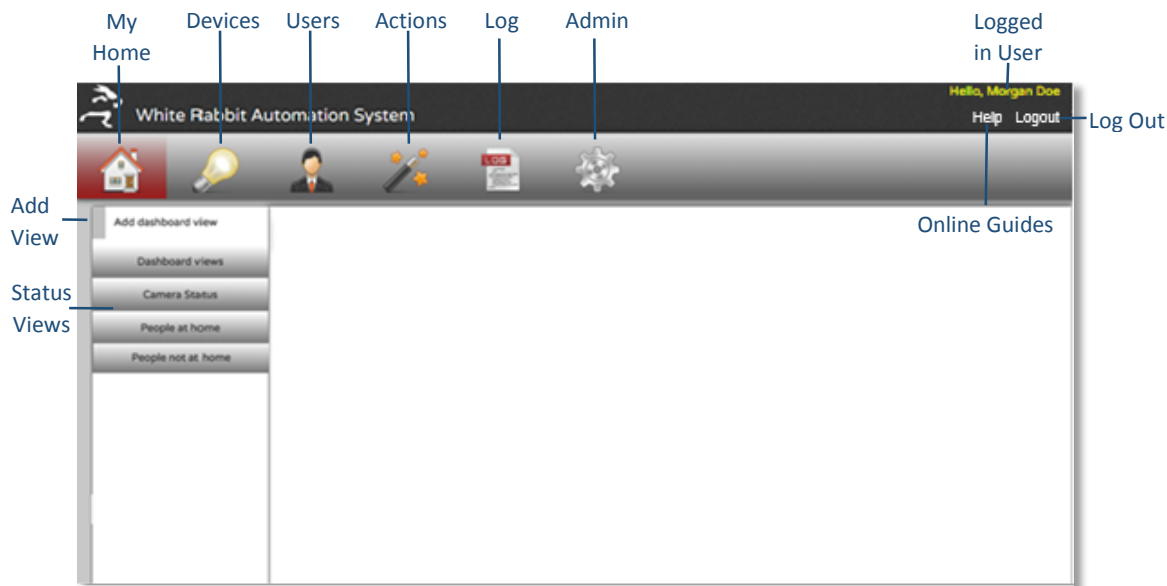 My
Home
Devices
Users
Actions
Log
Admin
Logged
in User
Hello, Morgan Doe
White Rabbit Automation System
Help
Logout
Log Out
LOG
Add
View
Add dashboard view
Online Guides
Dashboard views
Status
Views
Camera Status
People at home
People not at home